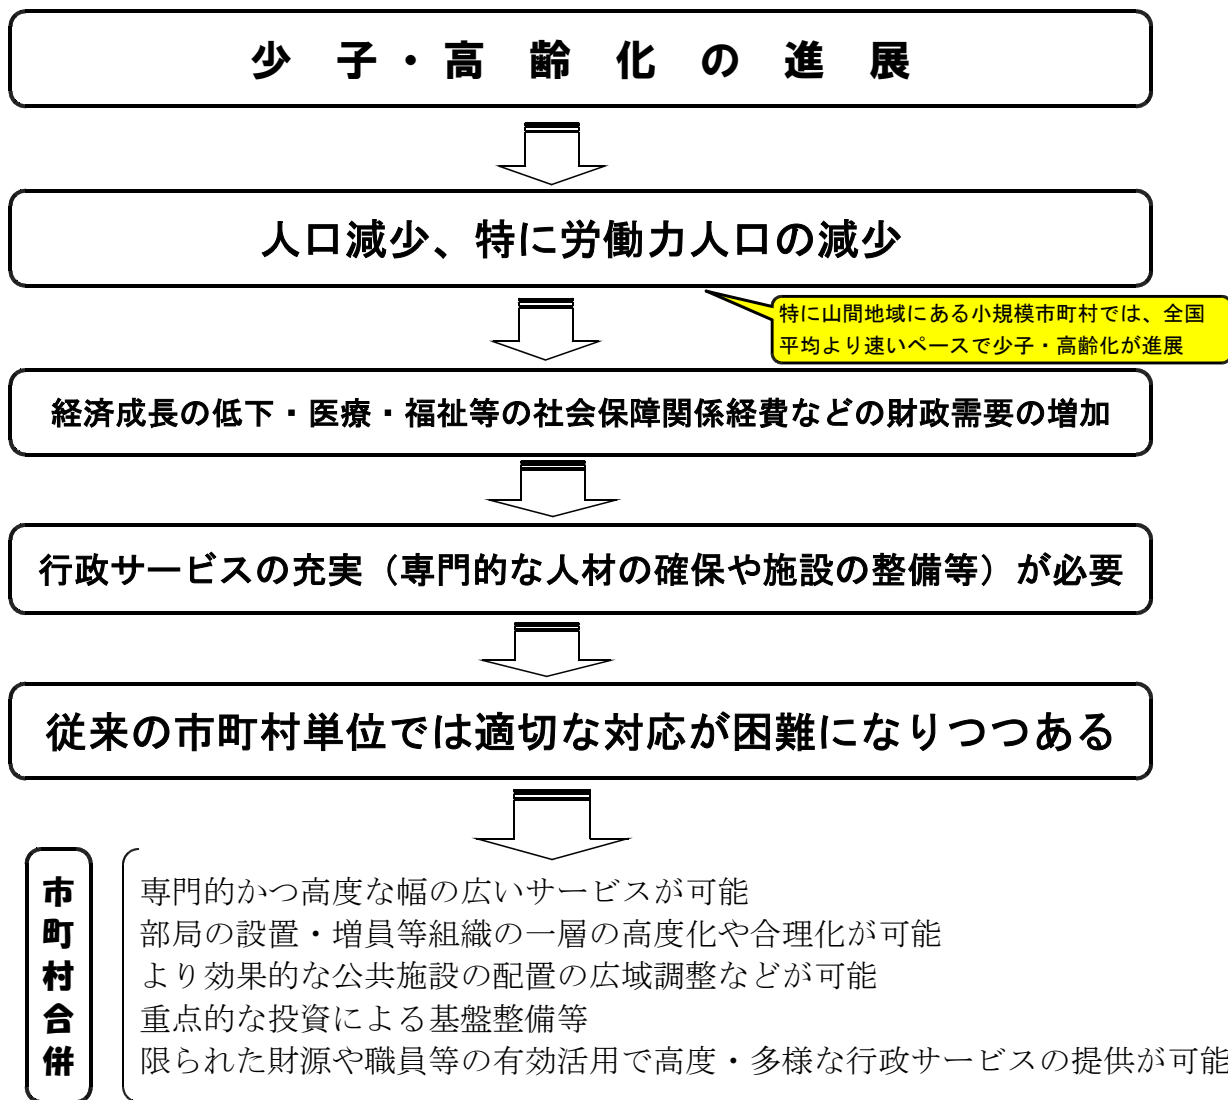 少子・高齢化の進展
人口減少、特に労働力人口の減少
特に山間地域にある小規模市町村では、全国
平均より速いペースで少子・高齢化が進展
経済成長の低下・医療・福祉等の社会保障関係経費などの財政需要の増加
行政サービスの充実（専門的な人材の確保や施設の整備等）が必要
従来の市町村単位では適切な対応が困難になりつつある
市町村合併
専門的かつ高度な幅の広いサービスが可能
部局の設置・増員等組織の一層の高度化や合理化が可能
より効果的な公共施設の配置の広域調整などが可能
重点的な投資による基盤整備等
限られた財源や職員等の有効活用で高度・多様な行政サービスの提供が可能